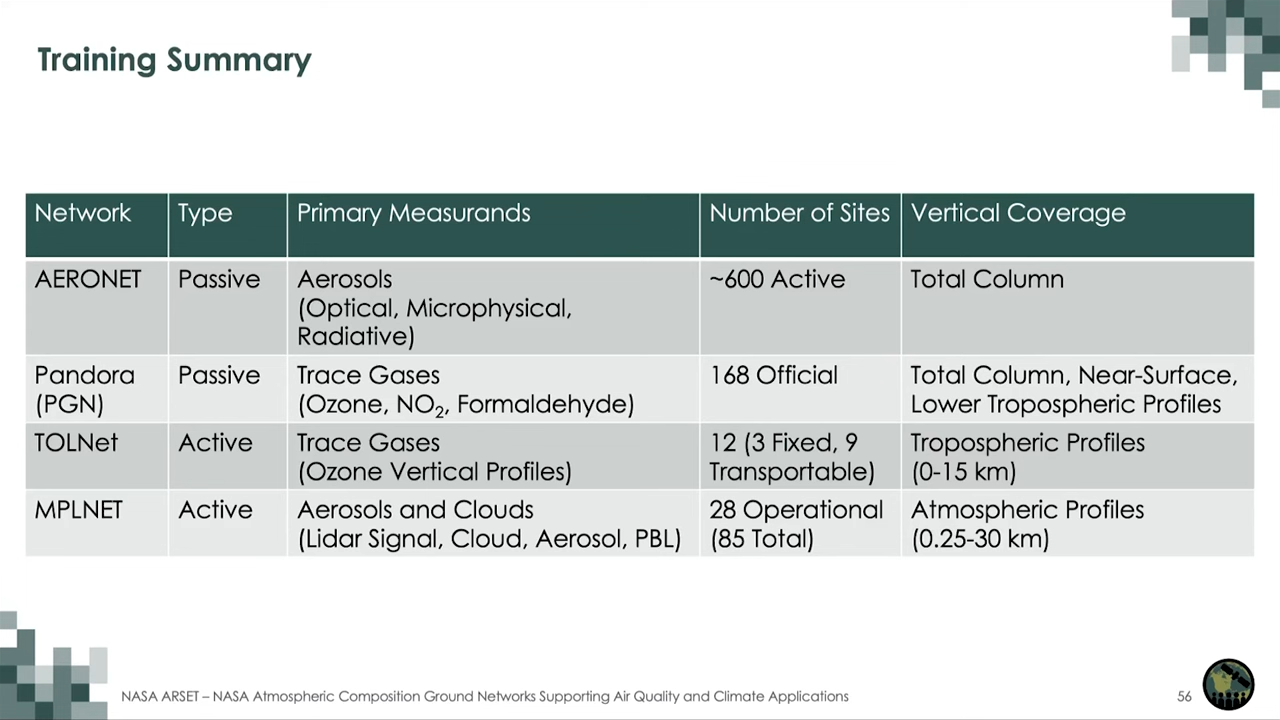 Training Summary
Network Type Primary Measurands Number of Sites Vertical Coverage
AERONET Passive Aerosols ~600 Active Total Column
(Optical, Microphysical,
Radiative)
Pandora Passive Trace Gases 168 Official Total Column, Near-Surface,
(PGN) (Ozone, NO₂, Formaldehyde) Lower Tropospheric Profiles
TOLNet Active Trace Gases 12 (3 Fixed, 9 Tropospheric Profiles
(Ozone Vertical Profiles) Transportable) (0-15 km)
MPLNET Active Aerosols and Clouds 28 Operational Atmospheric Profiles
(Lidar Signal, Cloud, Aerosol, PBL) (85 Total) (0.25-30 km)
NASA ARSET – NASA Atmospheric Composition Ground Networks Supporting Air Quality and Climate Applications 56